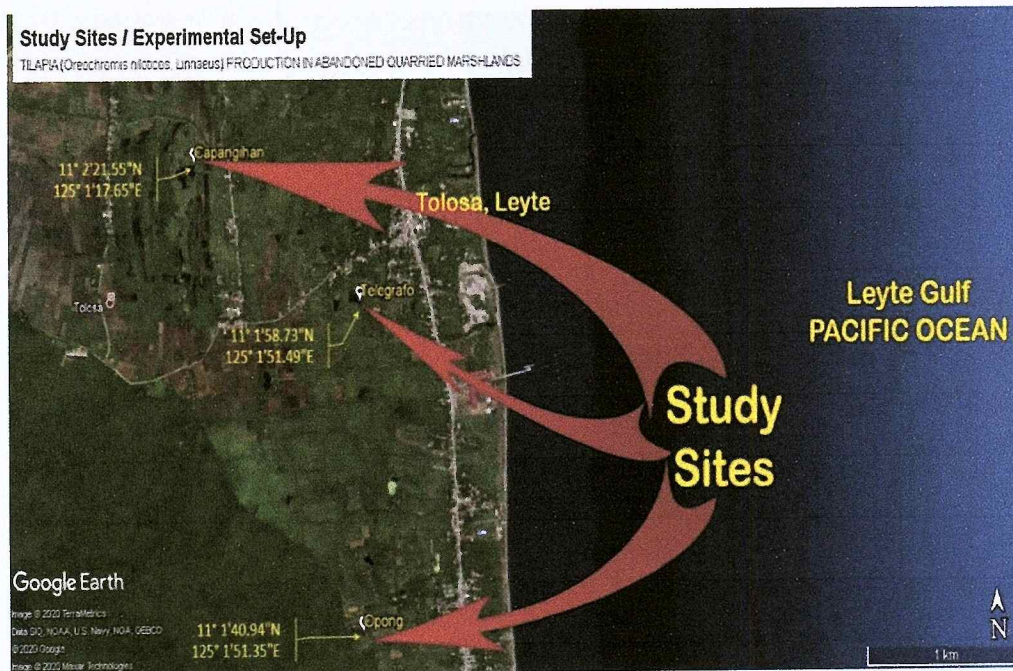 Study Sites / Experimental Set-Up
TILAPIA (Oreochromis niloticos, Linnaeus) PRODUCTION IN ABANDONED QUARRIED MARSHLANDS
Capangihan
11° 2'21.55"N
125° 1'17.65"E
Tolosa, Leyte
Telegrafo
Tolosa
11° 1'58.73"N
125° 1'51.49"E
Leyte Gulf
PACIFIC OCEAN
Study
Sites
Google Earth
Image © 2020 TerraMetrics
Data SIO, NOAA, U.S. Navy, NGA, GEBCO
© 2020 Google
Image © 2020 Maxar Technologies
Opong
11° 1'40.94"N
125° 1'51.35"E
N
1 km